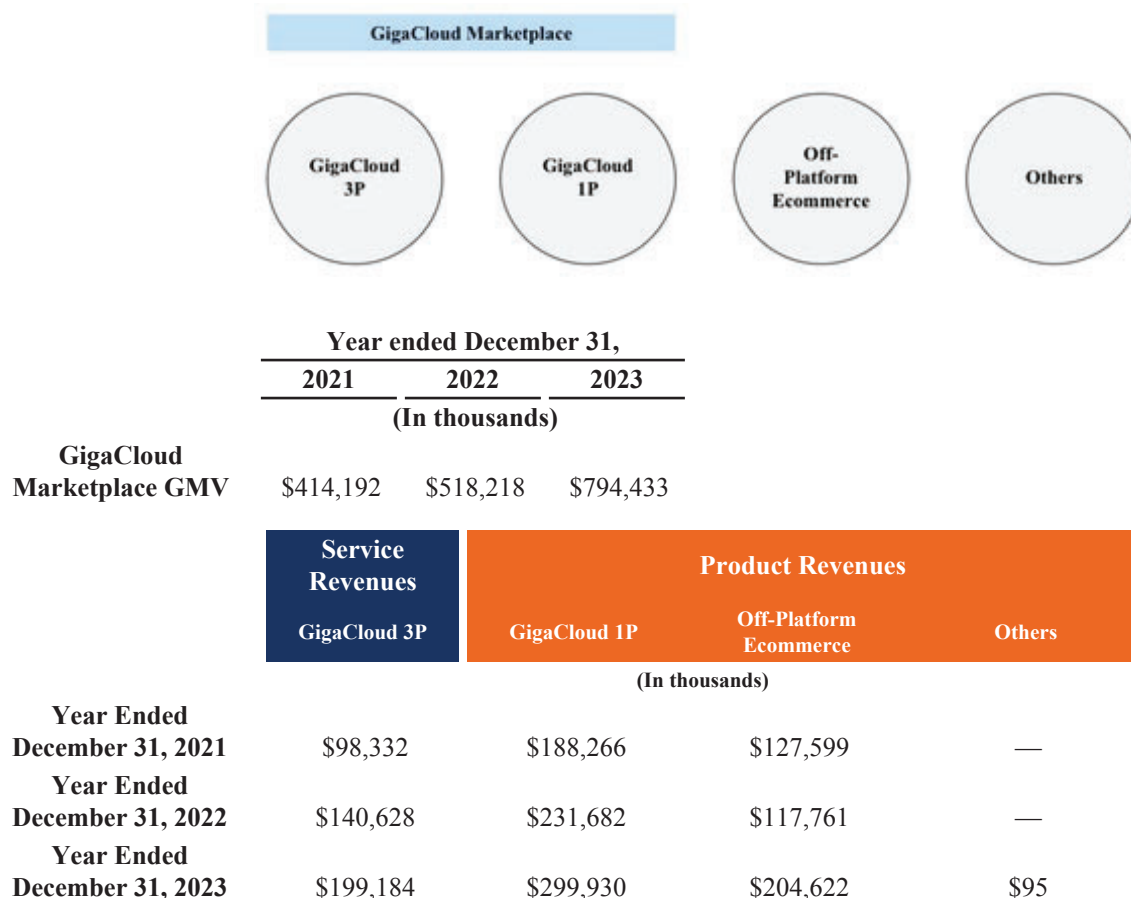 GigaCloud Marketplace
GigaCloud
3P
GigaCloud
1P
Off-
Platform
Ecommerce
Others
Year ended December 31,
2021 2022 2023
(In thousands)
GigaCloud
Marketplace GMV $414,192 $518,218 $794,433
Service
Revenues
Product Revenues
GigaCloud 3P GigaCloud 1P Off-Platform
Ecommerce Others
(In thousands)
Year Ended
December 31, 2021 $98,332 $188,266 $127,599 —
Year Ended
December 31, 2022 $140,628 $231,682 $117,761 —
Year Ended
December 31, 2023 $199,184 $299,930 $204,622 $95